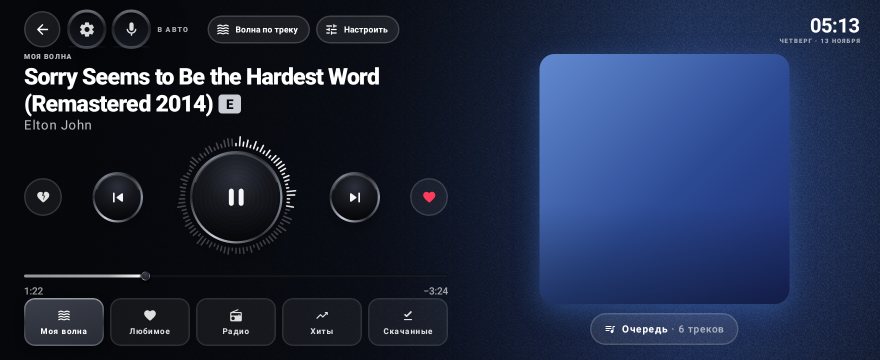 В АВТО
Волна по треку
Настроить
05:13
ЧЕТВЕРГ · 13 НОЯБРЯ
МОЯ ВОЛНА
Sorry Seems to Be the Hardest Word
(Remastered 2014) E
Elton John
1:22
−3:24
Моя волна
Любимое
Радио
Хиты
Скачанные
Очередь · 6 треков